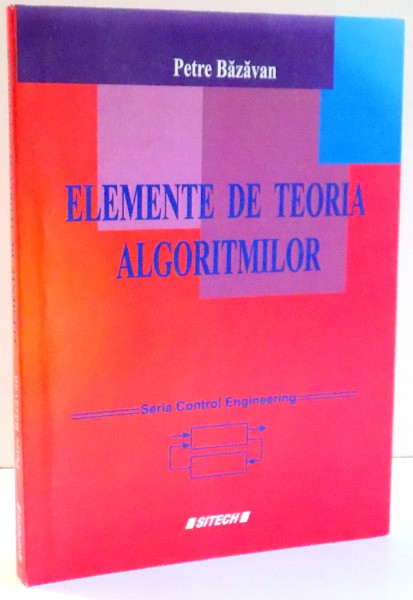 Petre Băzăvan
ELEMENTE DE TEORIA
ALGORITMILOR
Seria Control Engineering
SITECH